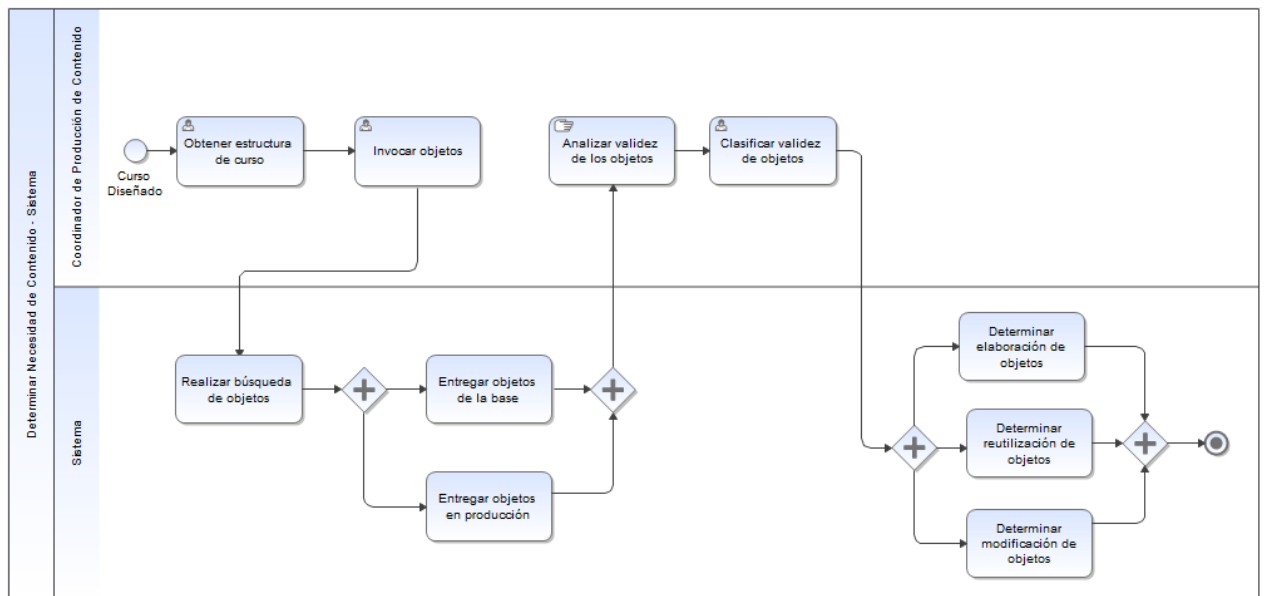 Determinar Necesidad de Contenido - Sistema
Coordinador de Producción de Contenido
Curso
Diseñado
Obtener estructura
de curso
Invocar objetos
Analizar validez
de los objetos
Clasificar validez
de objetos
Sistema
Realizar búsqueda
de objetos
Entregar objetos
de la base
Entregar objetos
en producción
Determinar
elaboración de
objetos
Determinar
reutilización de
objetos
Determinar
modificación de
objetos